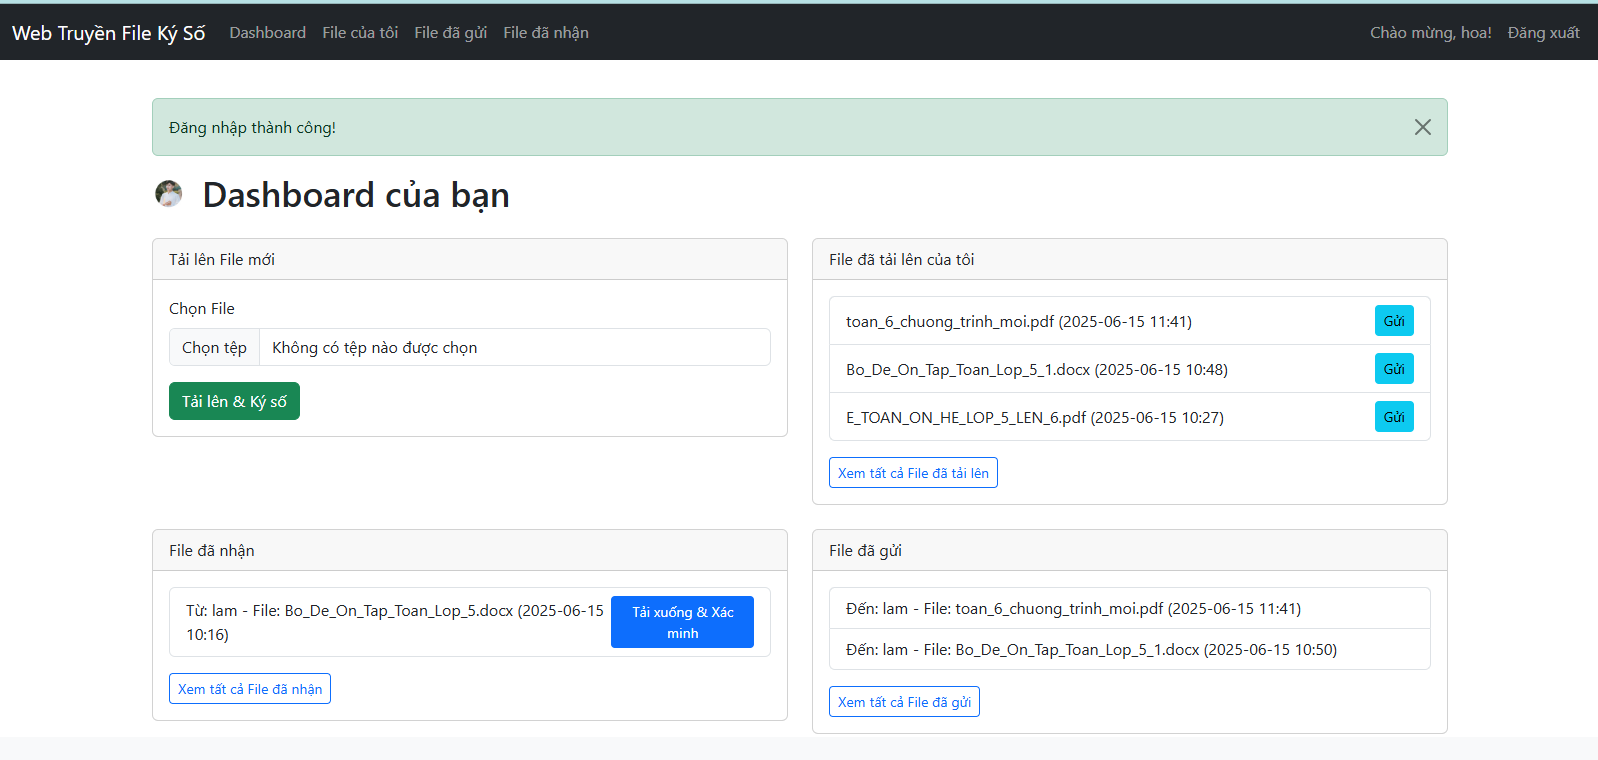 Web Truyền File Ký Số Dashboard File của tôi File đã gửi File đã nhận Chào mừng, hoa! Đăng xuất
Đăng nhập thành công!
Dashboard của bạn
Tải lên File mới
Chọn File
Chọn tệp Không có tệp nào được chọn
Tải lên & Ký số
File đã tải lên của tôi
toan_6_chuong_trinh_moi.pdf (2025-06-15 11:41) Gửi
Bo_De_On_Tap_Toan_Lop_5_1.docx (2025-06-15 10:48) Gửi
E_TOAN_ON_HE_LOP_5_LEN_6.pdf (2025-06-15 10:27) Gửi
Xem tất cả File đã tải lên
File đã nhận
Từ: lam - File: Bo_De_On_Tap_Toan_Lop_5.docx (2025-06-15
10:16)
Tải xuống & Xác
minh
Xem tất cả File đã nhận
File đã gửi
Đến: lam - File: toan_6_chuong_trinh_moi.pdf (2025-06-15 11:41)
Đến: lam - File: Bo_De_On_Tap_Toan_Lop_5_1.docx (2025-06-15 10:50)
Xem tất cả File đã gửi